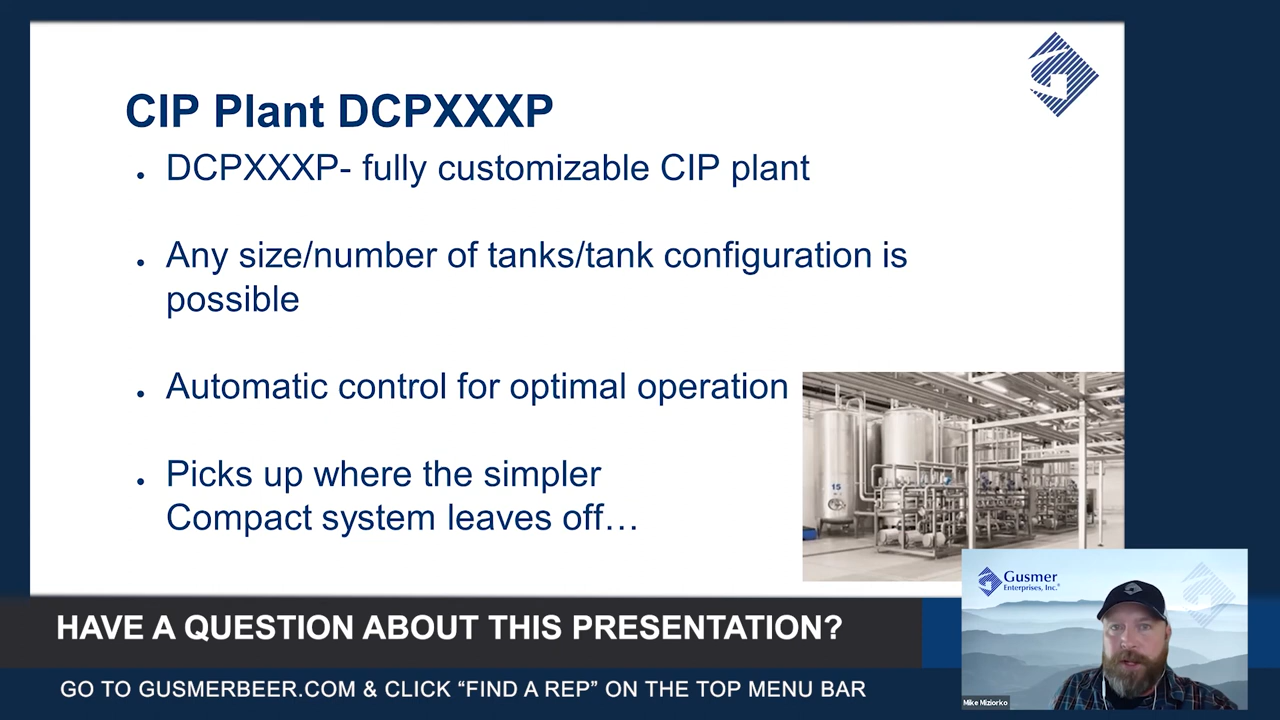 CIP Plant DCPXXXP
• DCPXXXP- fully customizable CIP plant
• Any size/number of tanks/tank configuration is
possible
• Automatic control for optimal operation
• Picks up where the simpler
Compact system leaves off…
15
Gusmer
Enterprises, Inc.®
Mike Miziorko
HAVE A QUESTION ABOUT THIS PRESENTATION?
GO TO GUSMERBEER.COM & CLICK “FIND A REP” ON THE TOP MENU BAR